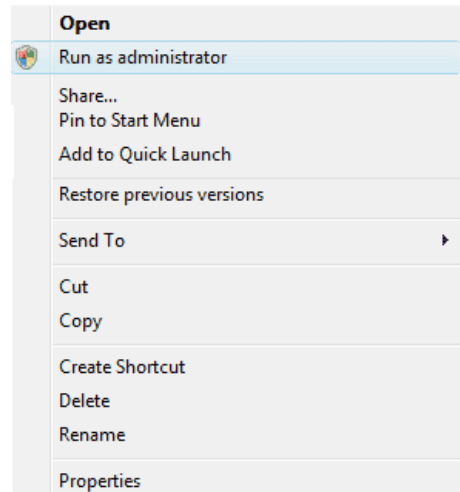 Open
Run as administrator
Share...
Pin to Start Menu
Add to Quick Launch
Restore previous versions
Send To
Cut
Copy
Create Shortcut
Delete
Rename
Properties